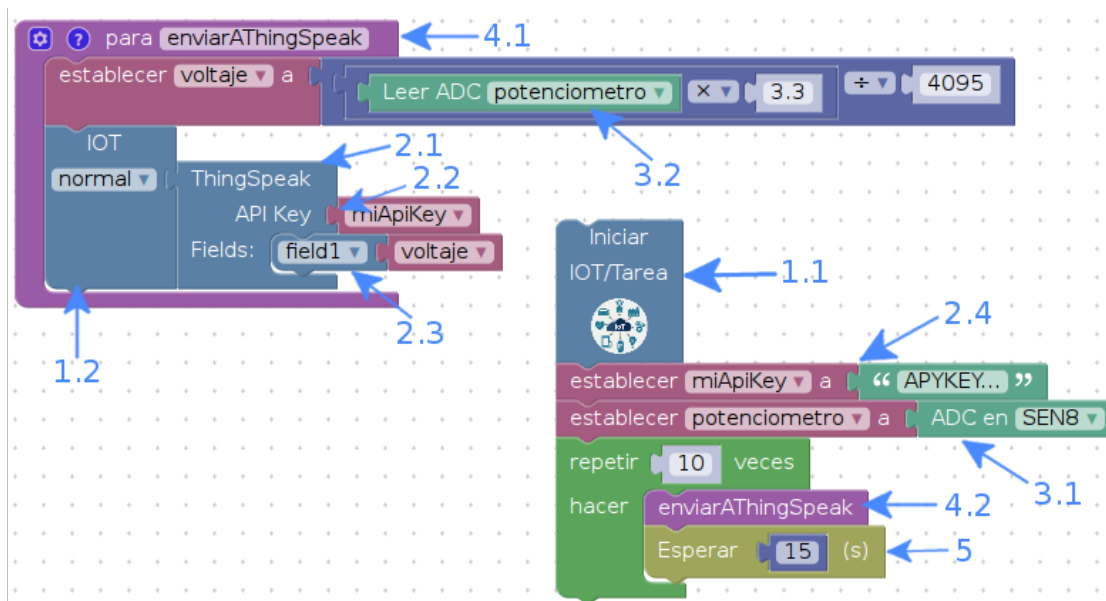 ? para enviarAThingSpeak 4.1
establecer voltaje a Leer ADC potenciometro × 3.3 ÷ 4095
3.2
IOT
normal
2.1
ThingSpeak
2.2
API Key miApiKey
Fields: field1 voltaje
2.3
1.2
Iniciar
IOT/Tarea
1.1
IoT
2.4
establecer miApiKey a “ APYKEY... ”
establecer potenciometro a ADC en SEN8
3.1
repetir 10 veces
hacer enviarAThingSpeak 4.2
Esperar 15 (s) 5